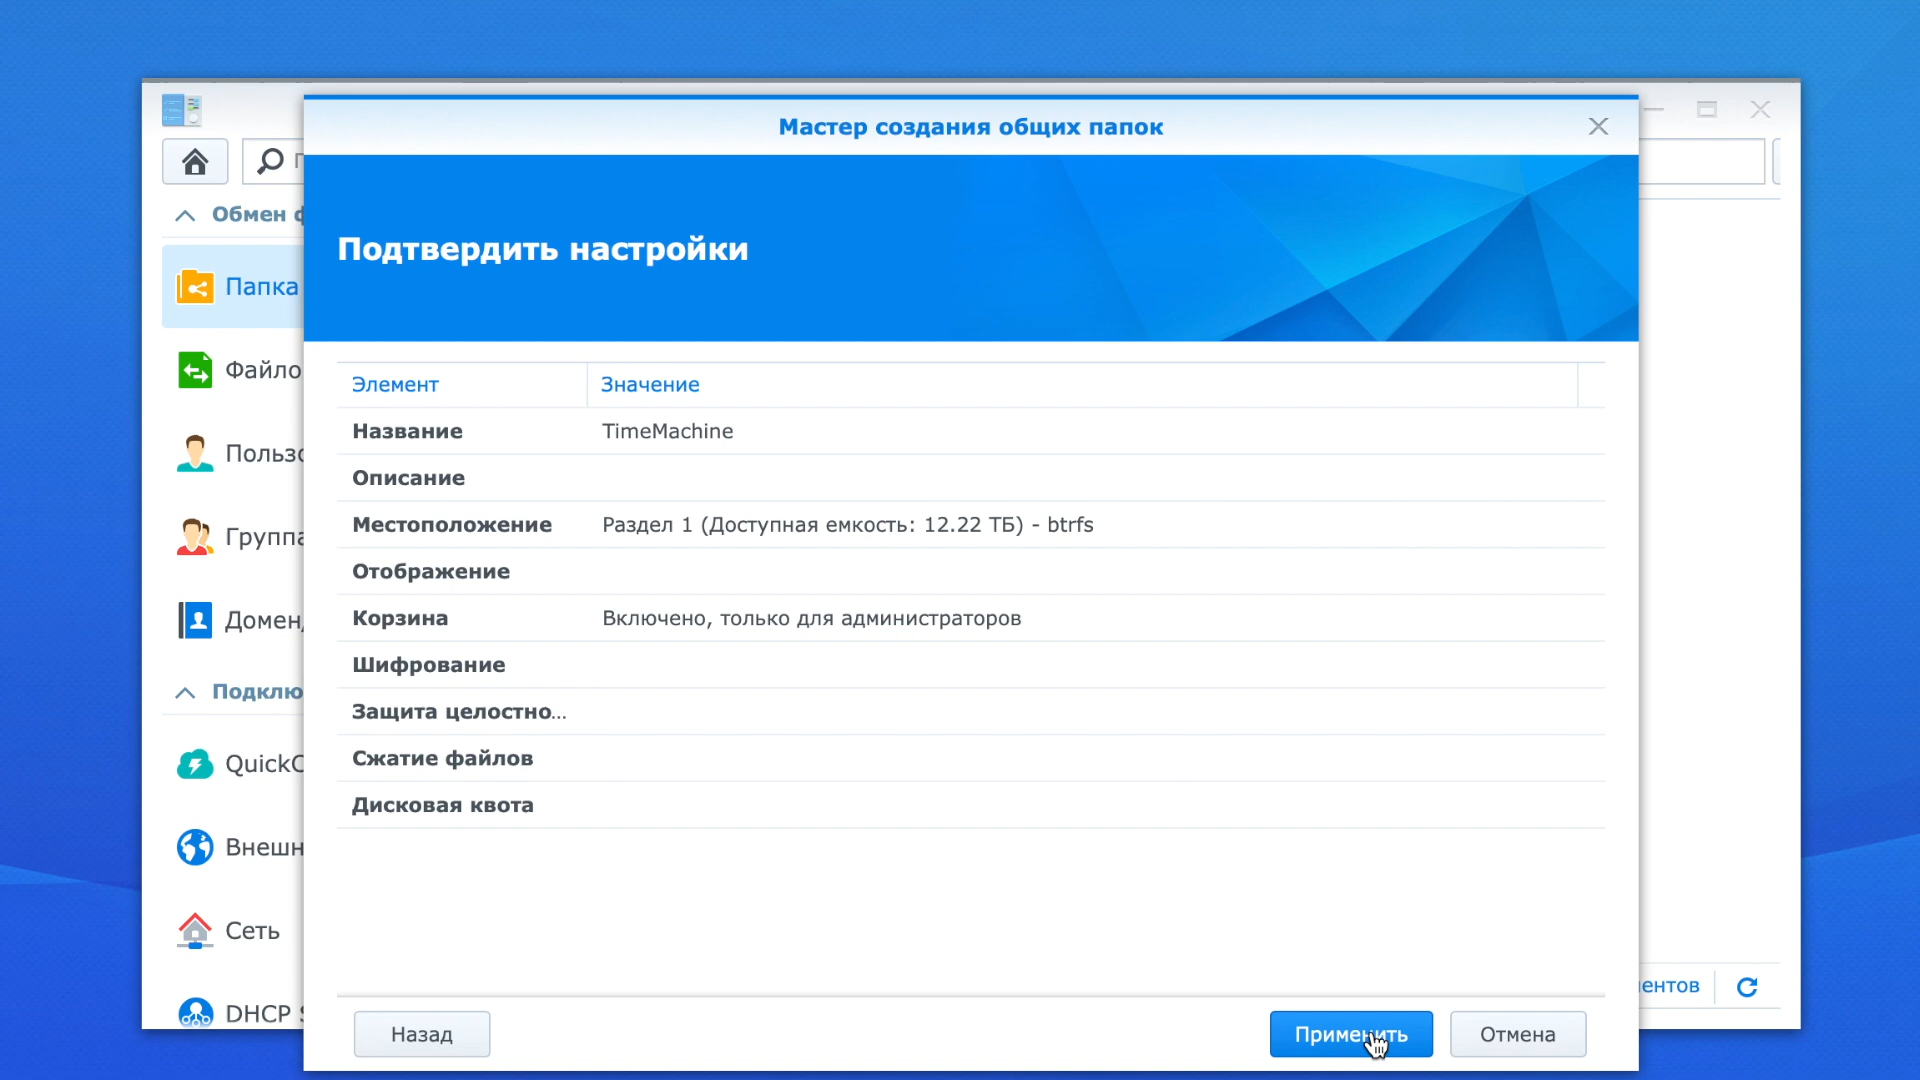 Мастер создания общих папок
Обмен
Подтвердить настройки
Папка
Файло
Пользо
Группа
Домен
Подклю
QuickC
Внешн
Сеть
DHCP
Элемент Значение
Название TimeMachine
Описание
Местоположение Раздел 1 (Доступная емкость: 12.22 ТБ) - btrfs
Отображение
Корзина Включено, только для администраторов
Шифрование
Защита целостно...
Сжатие файлов
Дисковая квота
ентов
Назад Применить Отмена